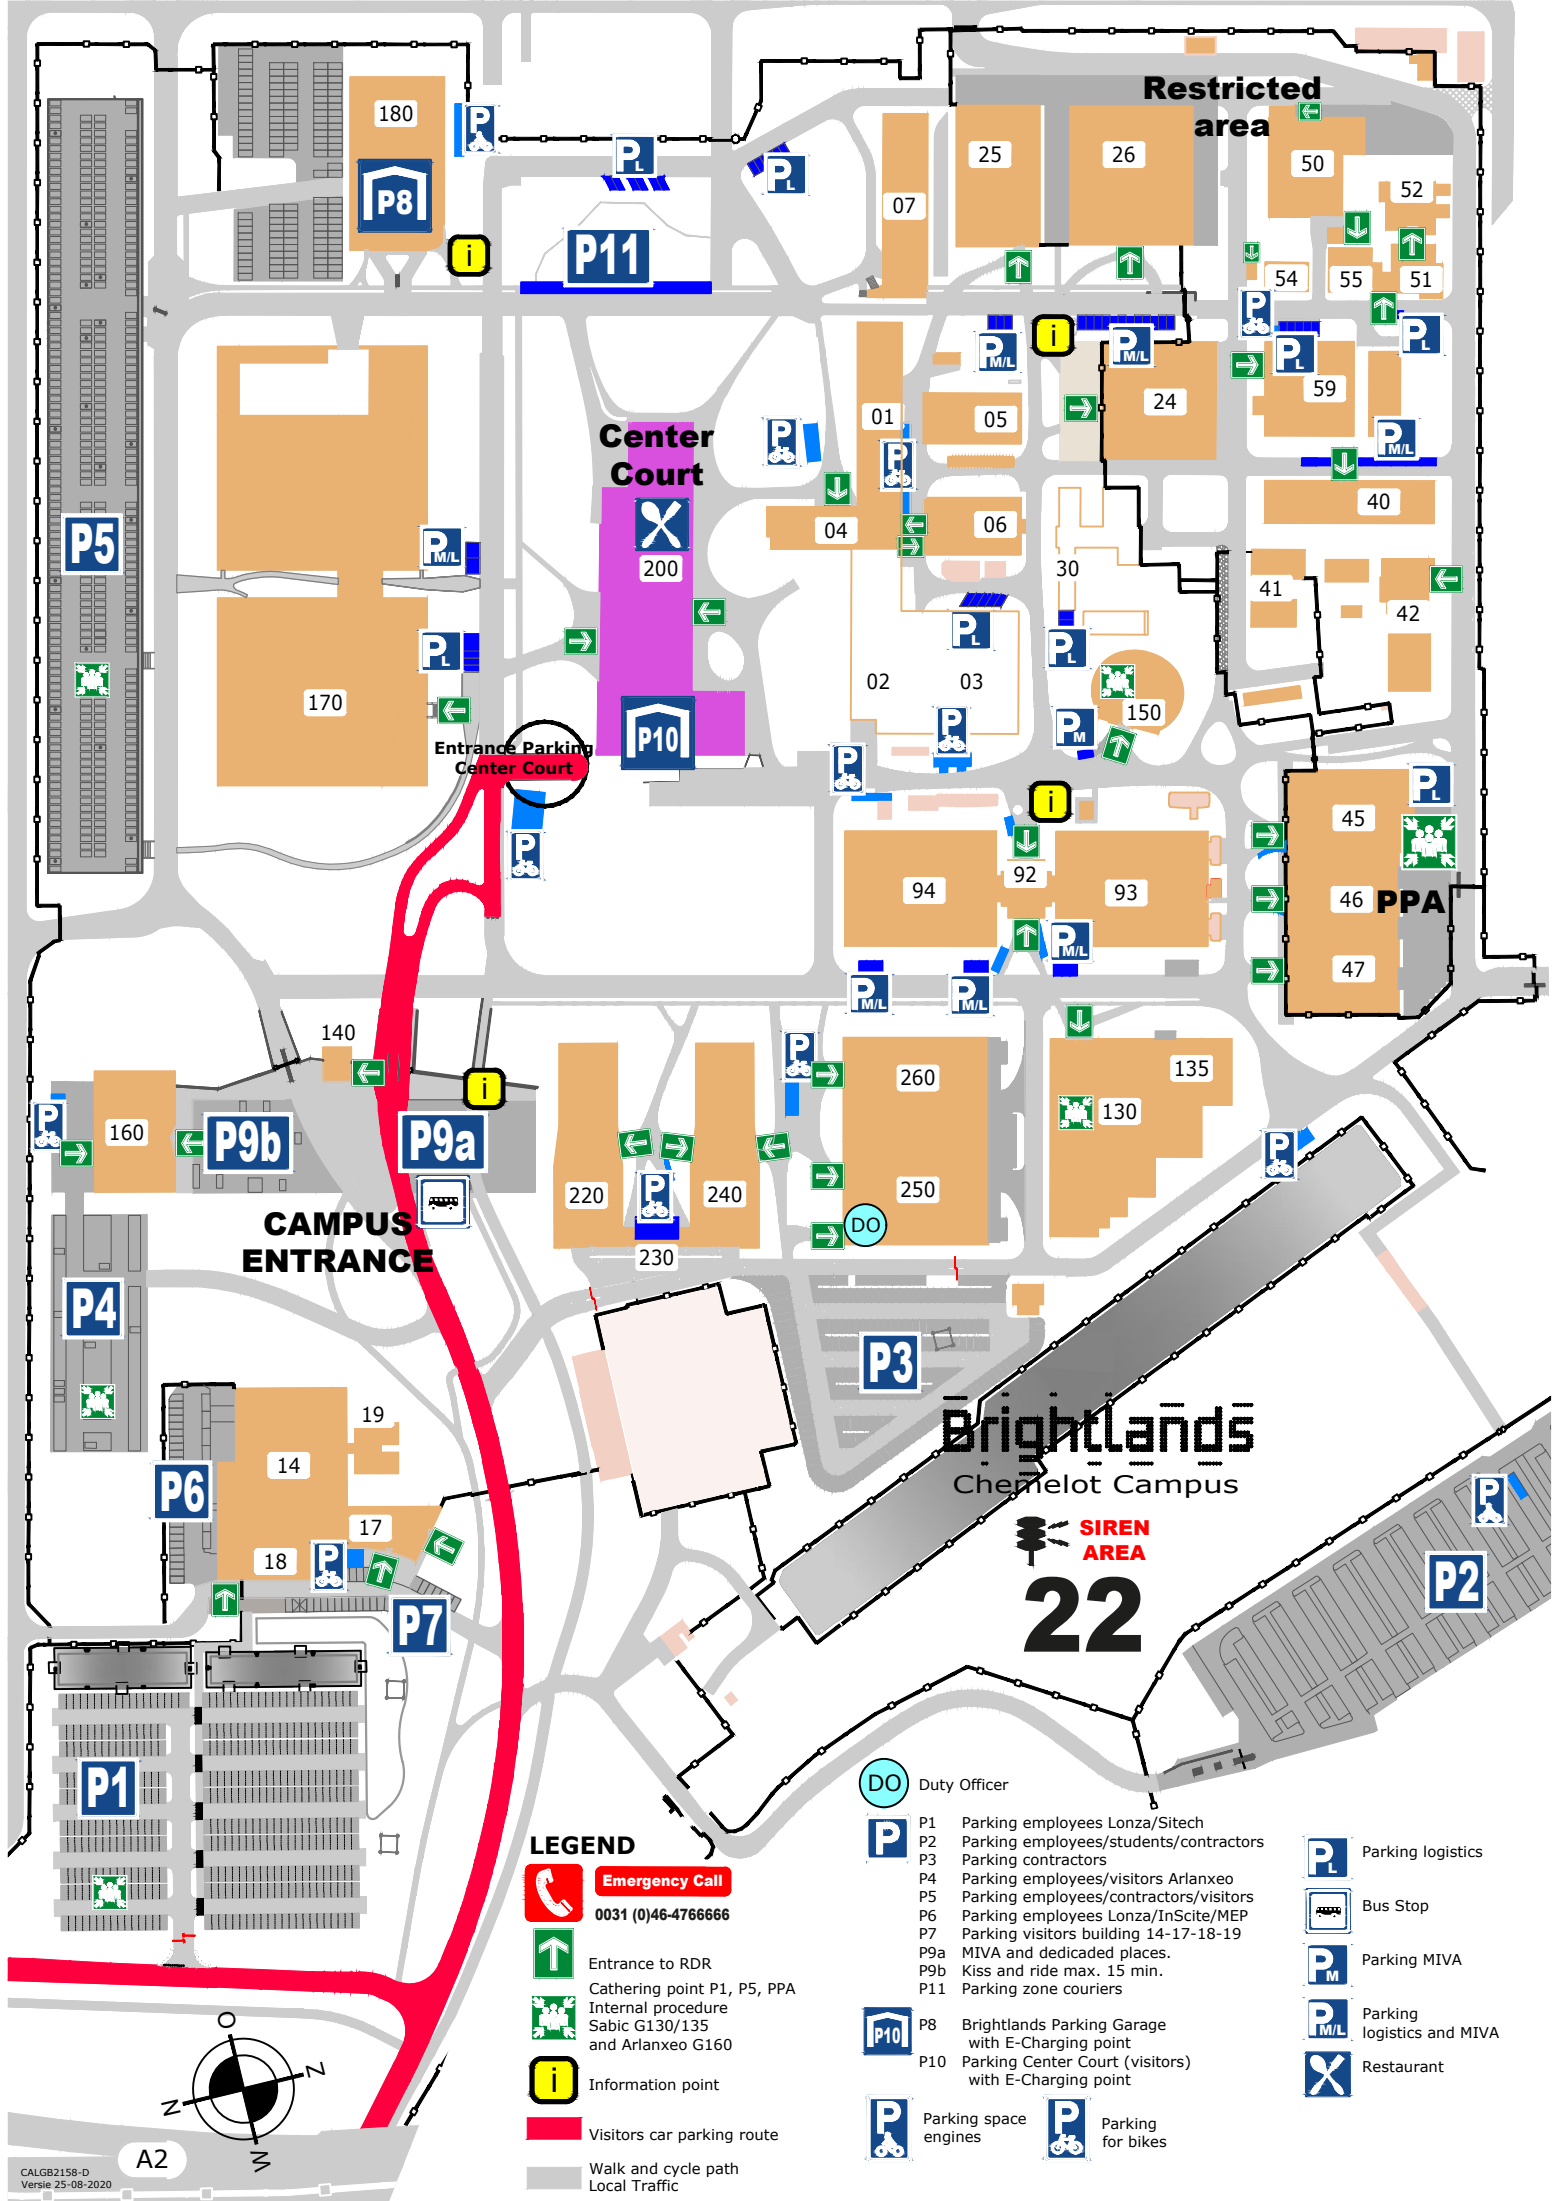 Restricted
area
180
P8
i
P
P
L
P
L
P11
07
25
26
50
52
54
55
51
P
P
L
P
L
59
P
M/L
i
P
M/L
24
01
05
P
P
Center
Court
P5
200
P
M/L
P
L
170
04
06
40
P
M/L
30
41
42
P
L
P
L
02
03
150
P
M
P
P
P10
Entrance Parking
Center Court
P
i
P
L
45
46
PPA
47
94
92
93
P
M/L
P
M/L
P
M/L
140
i
160
P
P9b
P9a
CAMPUS
ENTRANCE
220
240
P
230
P
260
250
DO
135
130
P
P4
P3
19
14
P6
17
18
P
P7
Brightlands
Chemelot Campus
SIREN
AREA
22
P
P2
P1
LEGEND
Emergency Call
0031 (0)46-4766666
Entrance to RDR
Cathering point P1, P5, PPA
Internal procedure
Sabic G130/135
and Arlanxeo G160
i
Information point
Visitors car parking route
Walk and cycle path
Local Traffic
DO
Duty Officer
P
P1 Parking employees Lonza/Sitech
P2 Parking employees/students/contractors
P3 Parking contractors
P4 Parking employees/visitors Arlanxeo
P5 Parking employees/contractors/visitors
P6 Parking employees Lonza/InScite/MEP
P7 Parking visitors building 14-17-18-19
P9a MIVA and dedicaded places.
P9b Kiss and ride max. 15 min.
P11 Parking zone couriers
P10
P8 Brightlands Parking Garage
with E-Charging point
P10 Parking Center Court (visitors)
with E-Charging point
P
Parking space
engines
P
Parking
for bikes
P
L
Parking logistics
Bus Stop
P
M
Parking MIVA
P
M/L
Parking
logistics and MIVA
Restaurant
O
N
Z
W
A2
CALGB2158-D
Versie 25-08-2020